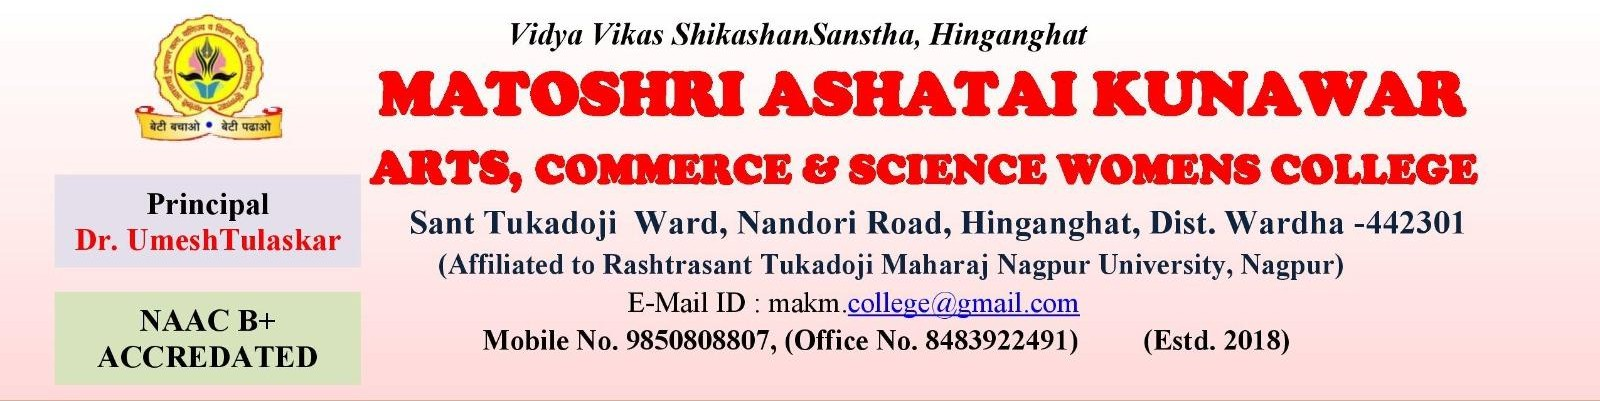 Vidya Vikas ShikashanSanstha, Hinganghat
MATOSHRI ASHATAI KUNAWAR
ARTS, COMMERCE & SCIENCE WOMENS COLLEGE
Sant Tukadoji Ward, Nandori Road, Hinganghat, Dist. Wardha -442301
(Affiliated to Rashtrasant Tukadoji Maharaj Nagpur University, Nagpur)
E-Mail ID : makm.college@gmail.com
Mobile No. 9850808807, (Office No. 8483922491) (Estd. 2018)
बेटी बचाओ • बेटी पढाओ
Principal
Dr. UmeshTulaskar
NAAC B+
ACCREDATED